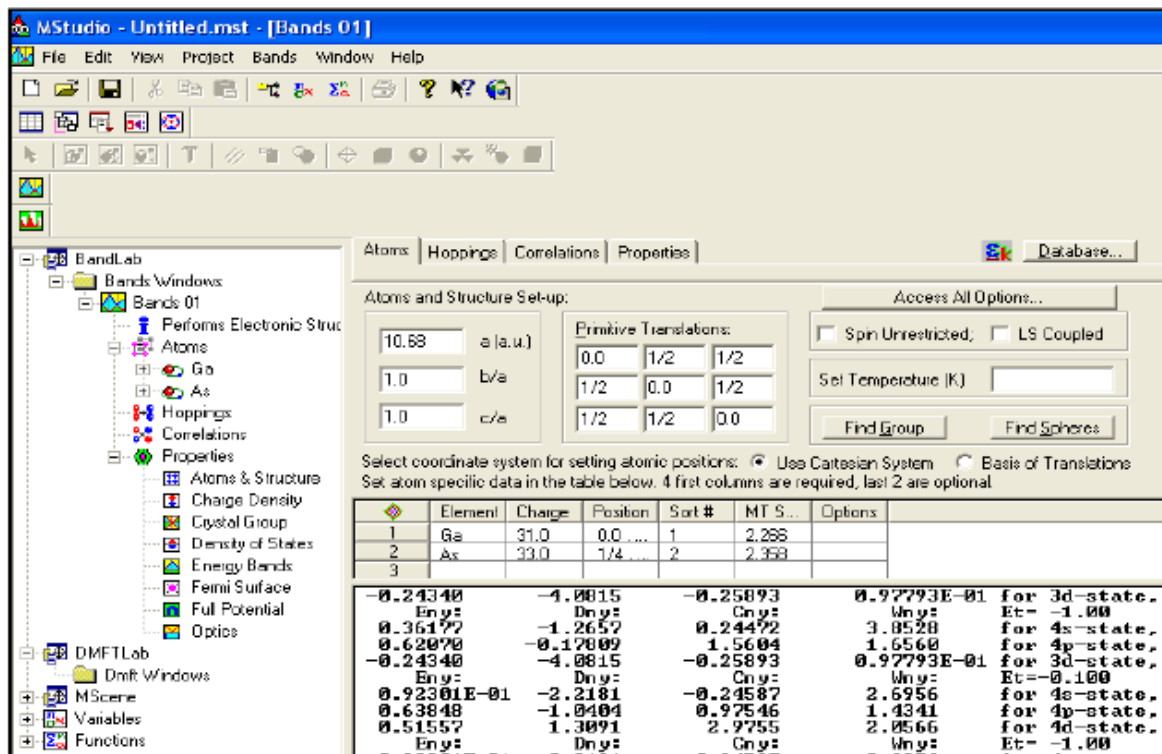 MStudio - Untitled.mst - [Bands 01]
File Edit View Project Bands Window Help
BandLab
Bands Windows
Bands 01
Performs Electronic Struc
Atoms
Ga
As
Hoppings
Correlations
Properties
Atoms & Structure
Charge Density
Crystal Group
Density of States
Energy Bands
Fermi Surface
Full Potential
Optics
DMFTLab
Dmft Windows
MScene
Variables
Functions
Atoms Hoppings Correlations Properties Database...
Atoms and Structure Set-up: Access All Options...
10.68 a (a.u.)
1.0 b/a
1.0 c/a
Primitive Translations:
0.0 1/2 1/2
1/2 0.0 1/2
1/2 1/2 0.0
Spin Unrestricted; LS Coupled
Set Temperature (K)
Find Group Find Spheres
Select coordinate system for setting atomic positions: Use Cartesian System Basis of Translations
Set atom specific data in the table below. 4 first columns are required, last 2 are optional
Element Charge Position Sort # MT S... Options
1 Ga 31.0 0.0 .... 1 2.266
2 As 33.0 1/4 .... 2 2.358
3
-0.24340 -4.0815 -0.25893 0.97793E-01 for 3d-state,
Eny: Dny: Cny: Wny: Et= -1.00
0.36177 -1.2657 0.24472 3.8528 for 4s-state,
0.62070 -0.17809 1.5604 1.6560 for 4p-state,
-0.24340 -4.0815 -0.25893 0.97793E-01 for 3d-state,
Eny: Dny: Cny: Wny: Et=-0.100
0.92301E-01 -2.2181 -0.24587 2.6956 for 4s-state,
0.63848 -1.0404 0.97546 1.4341 for 4p-state,
0.51557 1.3091 2.9755 2.0566 for 4d-state,
Eny: Dny: Cny: Wny: Et= -1.00